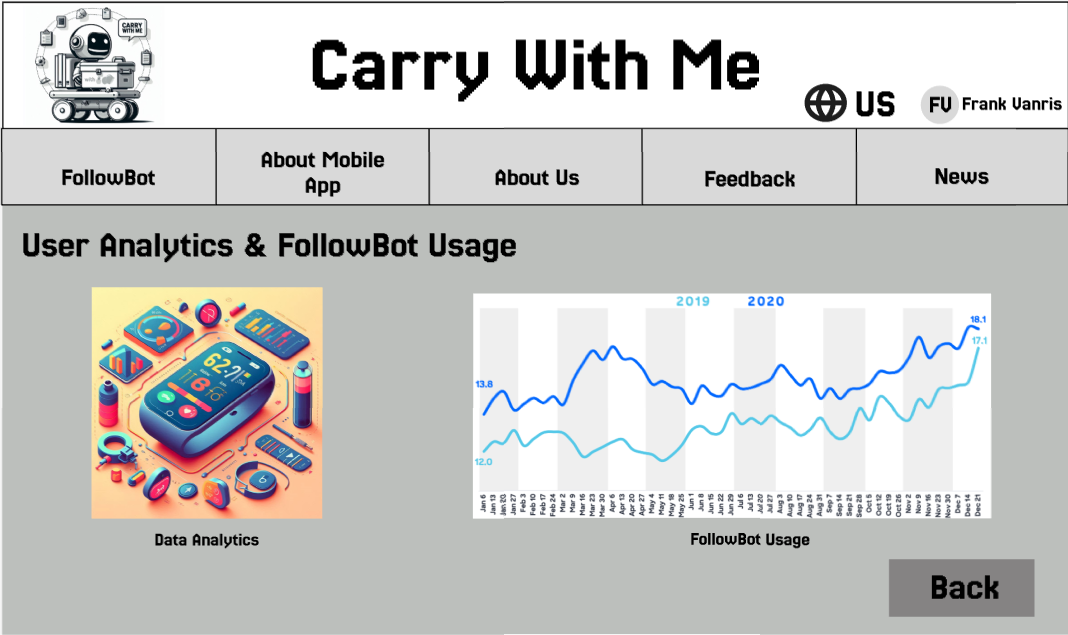 CARRY
WITH ME
with
Carry With Me
US
FV
Frank Vanris
FollowBot
About Mobile
App
About Us
Feedback
News
User Analytics & FollowBot Usage
62
Data Analytics
2019
2020
18.1
17.1
13.8
12.0
Jan 6
Jan 13
Jan 20
Jan 27
Feb 3
Feb 10
Feb 17
Feb 24
Mar 2
Mar 9
Mar 16
Mar 23
Mar 30
Apr 6
Apr 13
Apr 20
Apr 27
May 4
May 11
May 18
May 25
Jun 1
Jun 8
Jun 15
Jun 22
Jun 29
Jul 6
Jul 13
Jul 20
Jul 27
Aug 3
Aug 10
Aug 17
Aug 24
Aug 31
Sep 7
Sep 14
Sep 21
Sep 28
Oct 5
Oct 12
Oct 19
Oct 26
Nov 2
Nov 9
Nov 16
Nov 23
Nov 30
Dec 7
Dec 14
Dec 21
FollowBot Usage
Back